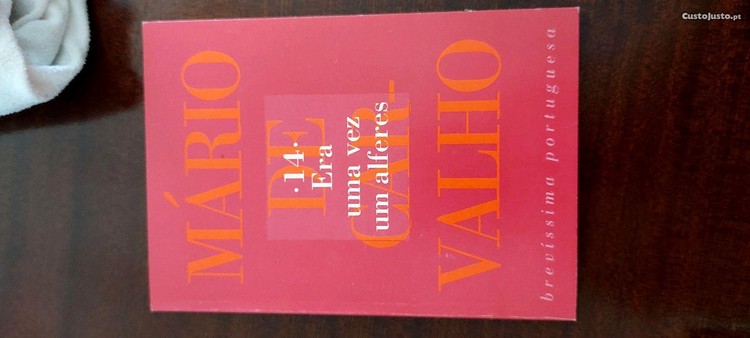 MÁRIO
DE
CAR-
VALHO
·14·
Era
uma vez
um alferes
brevíssima portuguesa
CustoJusto.pt